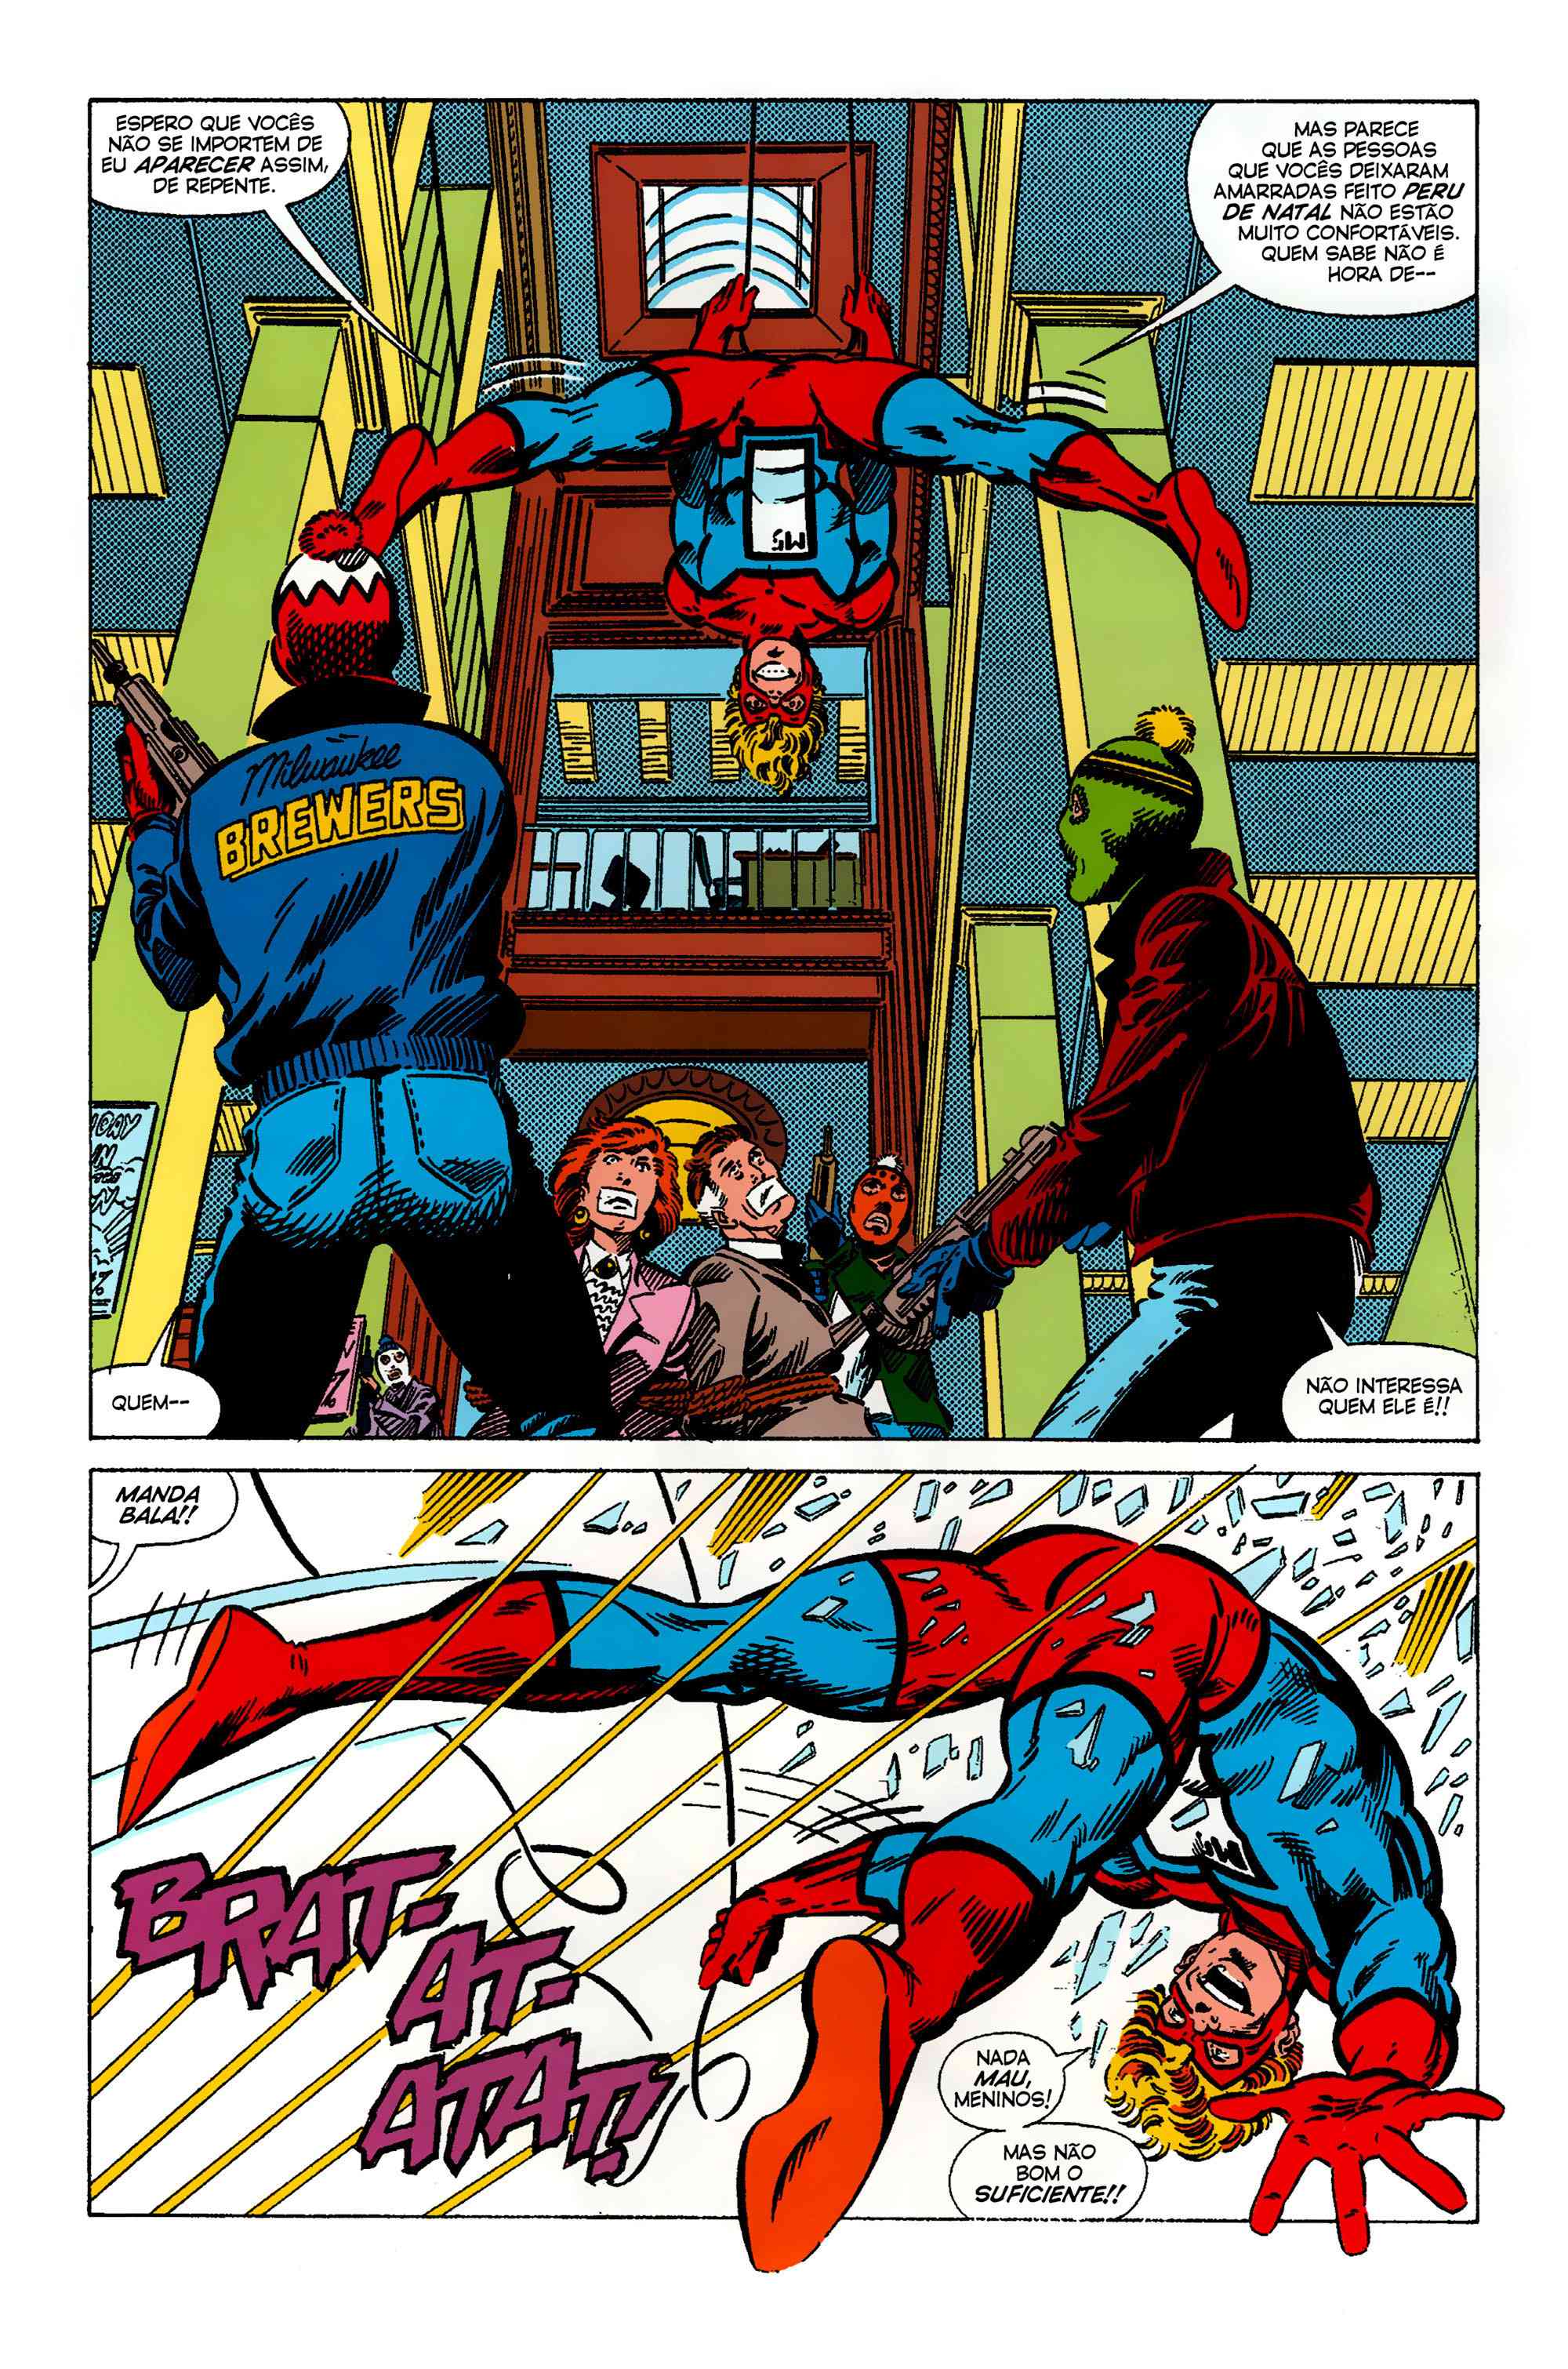 ESPERO QUE VOCÊS
NÃO SE IMPORTEM DE
EU APARECER ASSIM,
DE REPENTE.
MAS PARECE
QUE AS PESSOAS
QUE VOCÊS DEIXARAM
AMARRADAS FEITO PERU
DE NATAL NÃO ESTÃO
MUITO CONFORTÁVEIS.
QUEM SABE NÃO É
HORA DE--
Milwaukee
BREWERS
QUEM--
NÃO INTERESSA
QUEM ELE É!!
MANDA
BALA!!
BRAT-
AT-
ATAT!!
NADA
MAU,
MENINOS!
MAS NÃO
BOM O
SUFICIENTE!!